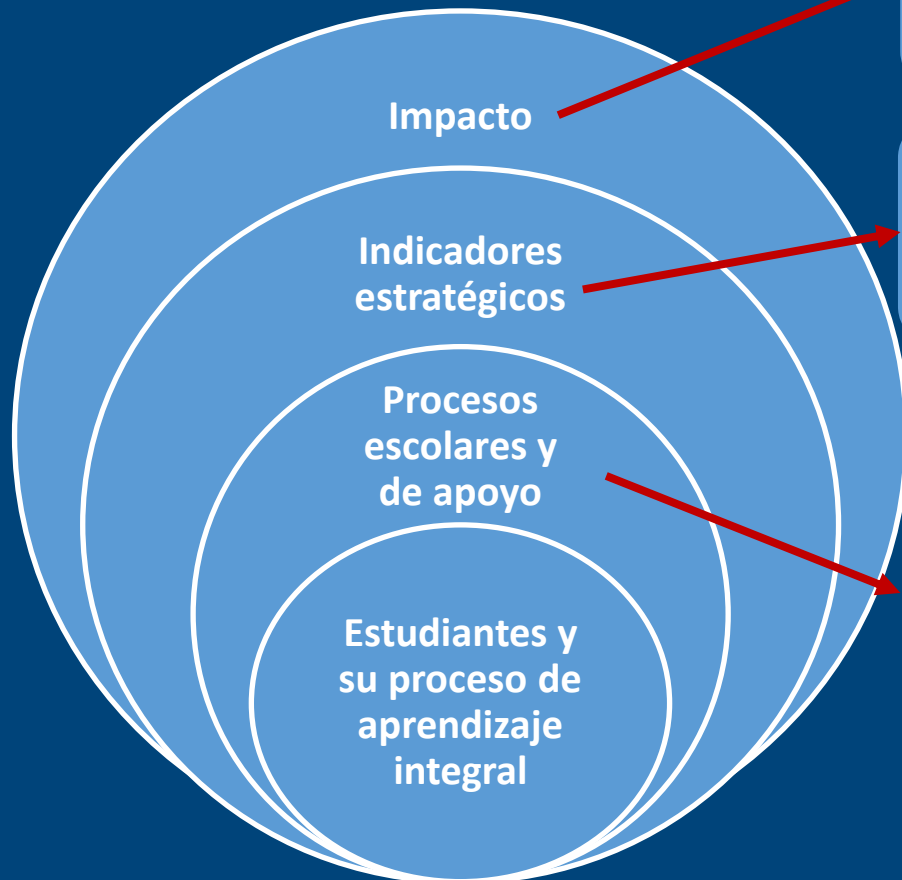 Impacto
Indicadores
estratégicos
Procesos
escolares y
de apoyo
Estudiantes y
su proceso de
aprendizaje
integral